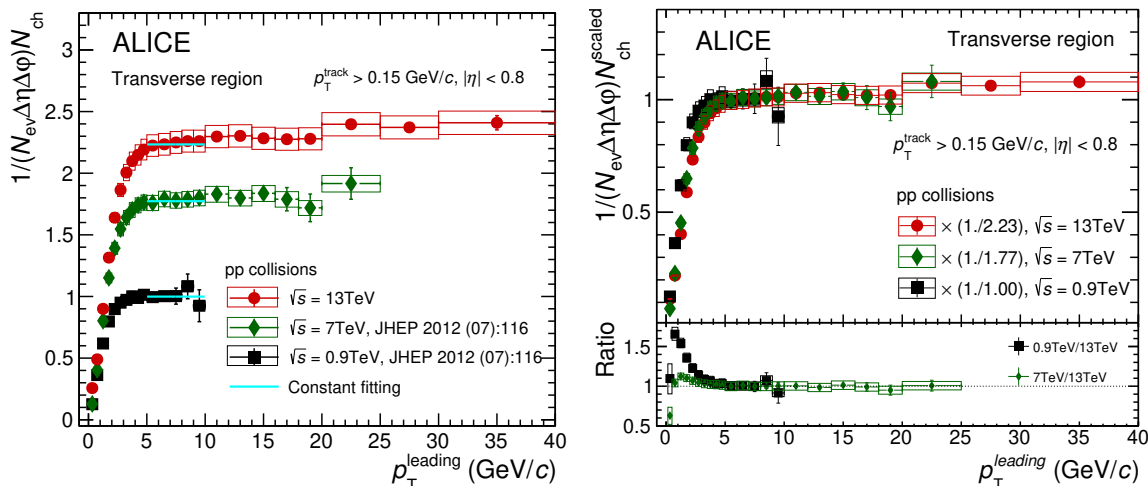 1/(N_ev Δη Δφ)N_ch
ALICE
Transverse region
p_T^track > 0.15 GeV/c, |η| < 0.8
pp collisions
√s = 13TeV
√s = 7TeV, JHEP 2012 (07):116
√s = 0.9TeV, JHEP 2012 (07):116
Constant fitting
3
2.5
2
1.5
1
0.5
0
0 5 10 15 20 25 30 35 40
p_T^leading (GeV/c)
1/(N_ev Δη Δφ)N_ch^scaled
ALICE
Transverse region
p_T^track > 0.15 GeV/c, |η| < 0.8
pp collisions
× (1./2.23), √s = 13TeV
× (1./1.77), √s = 7TeV
× (1./1.00), √s = 0.9TeV
1
0.5
Ratio
0.9TeV/13TeV
7TeV/13TeV
1.5
1
0.5
0 5 10 15 20 25 30 35 40
p_T^leading (GeV/c)